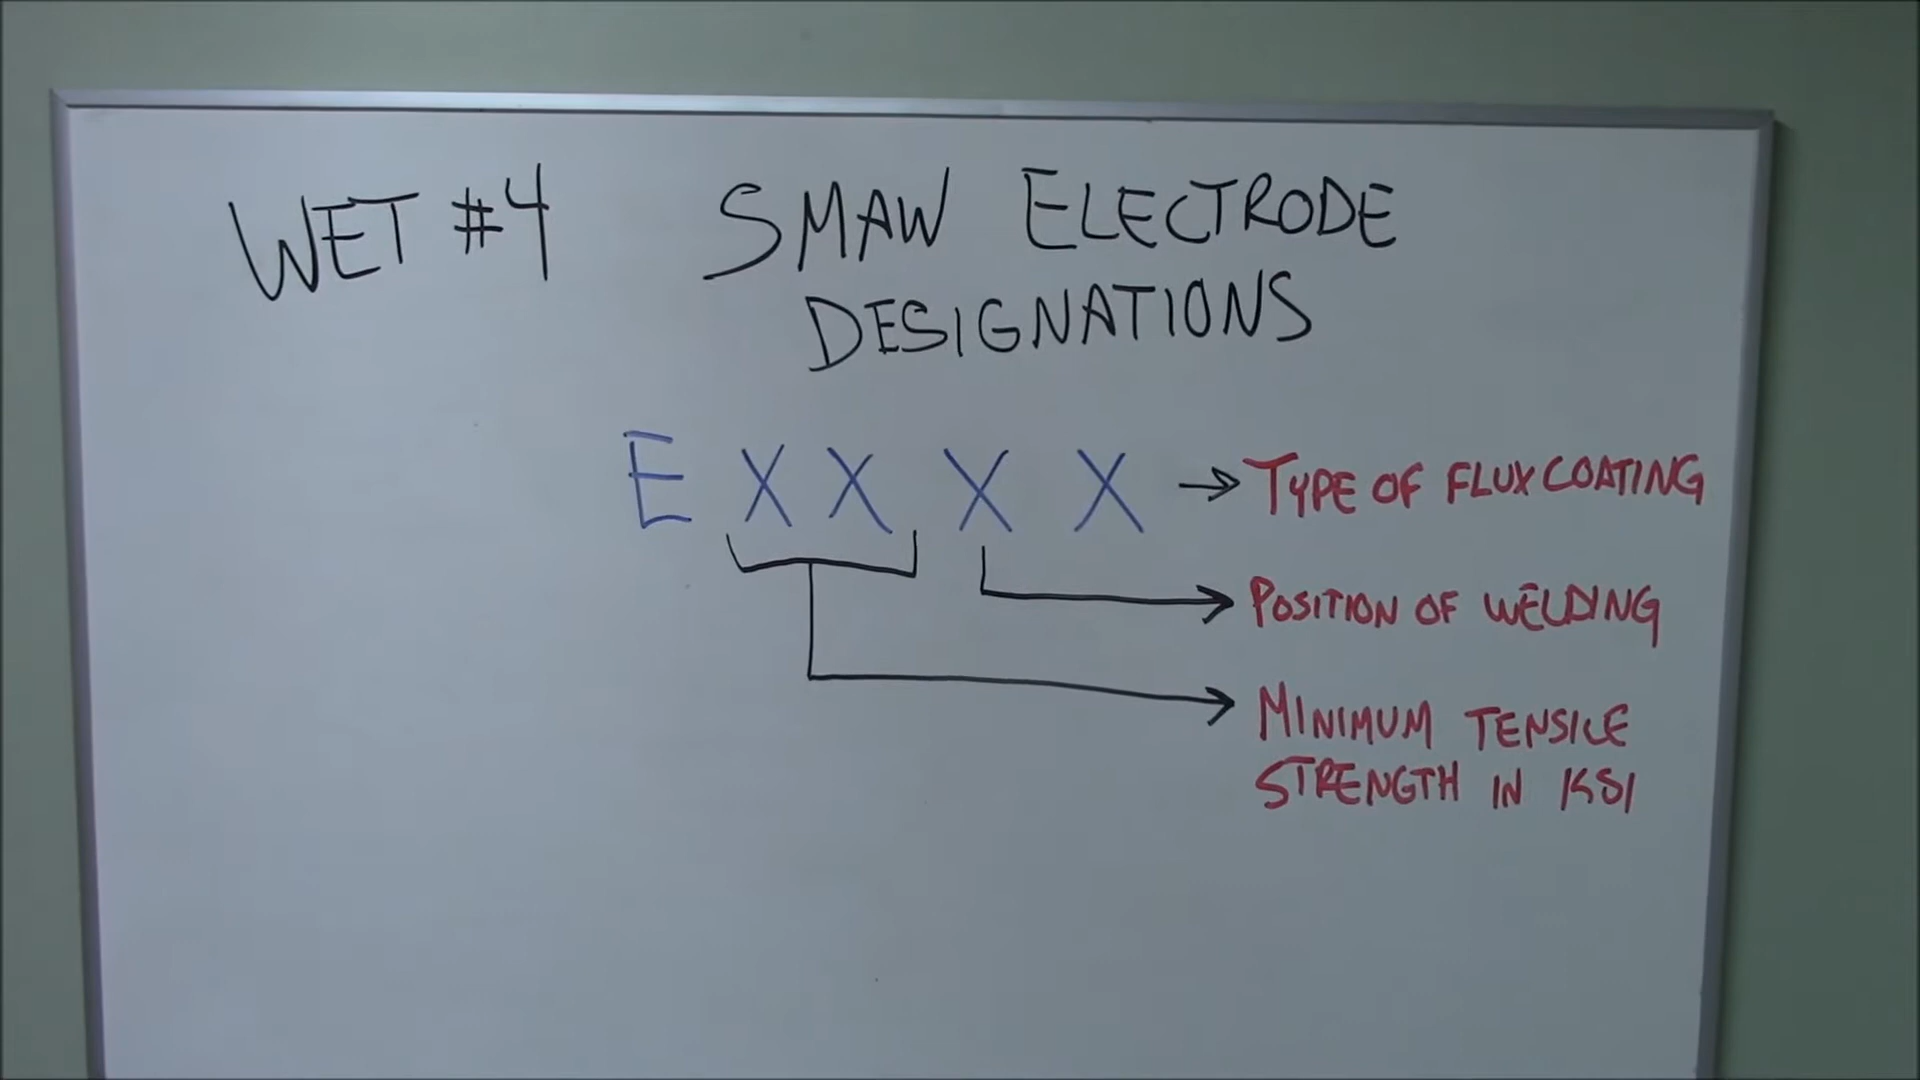 WET #4
SMAW ELECTRODE
DESIGNATIONS
E X X X X → TYPE OF FLUX COATING
POSITION OF WELDING
MINIMUM TENSILE
STRENGTH IN KSI